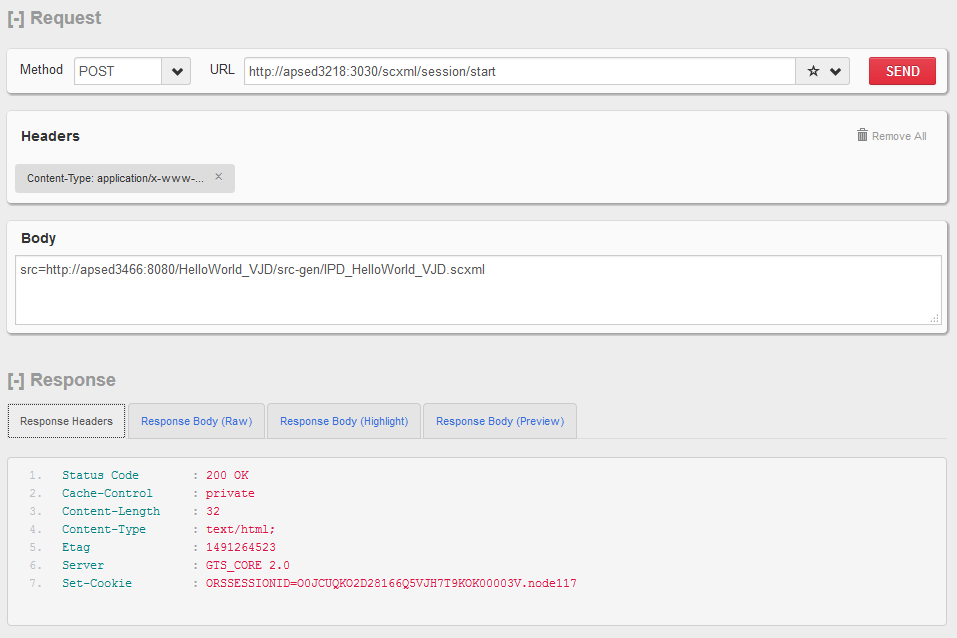 [-] Request
Method POST URL http://apsed3218:3030/scxml/session/start SEND
Headers Remove All
Content-Type: application/x-www-... ×
Body
src=http://apsed3466:8080/HelloWorld_VJD/src-gen/IPD_HelloWorld_VJD.scxml
[-] Response
Response Headers Response Body (Raw) Response Body (Highlight) Response Body (Preview)
1. Status Code : 200 OK
2. Cache-Control : private
3. Content-Length : 32
4. Content-Type : text/html;
5. Etag : 1491264523
6. Server : GTS_CORE 2.0
7. Set-Cookie : ORSSESSIONID=O0JCUQKO2D28166Q5VJH7T9KOK00003V.node117